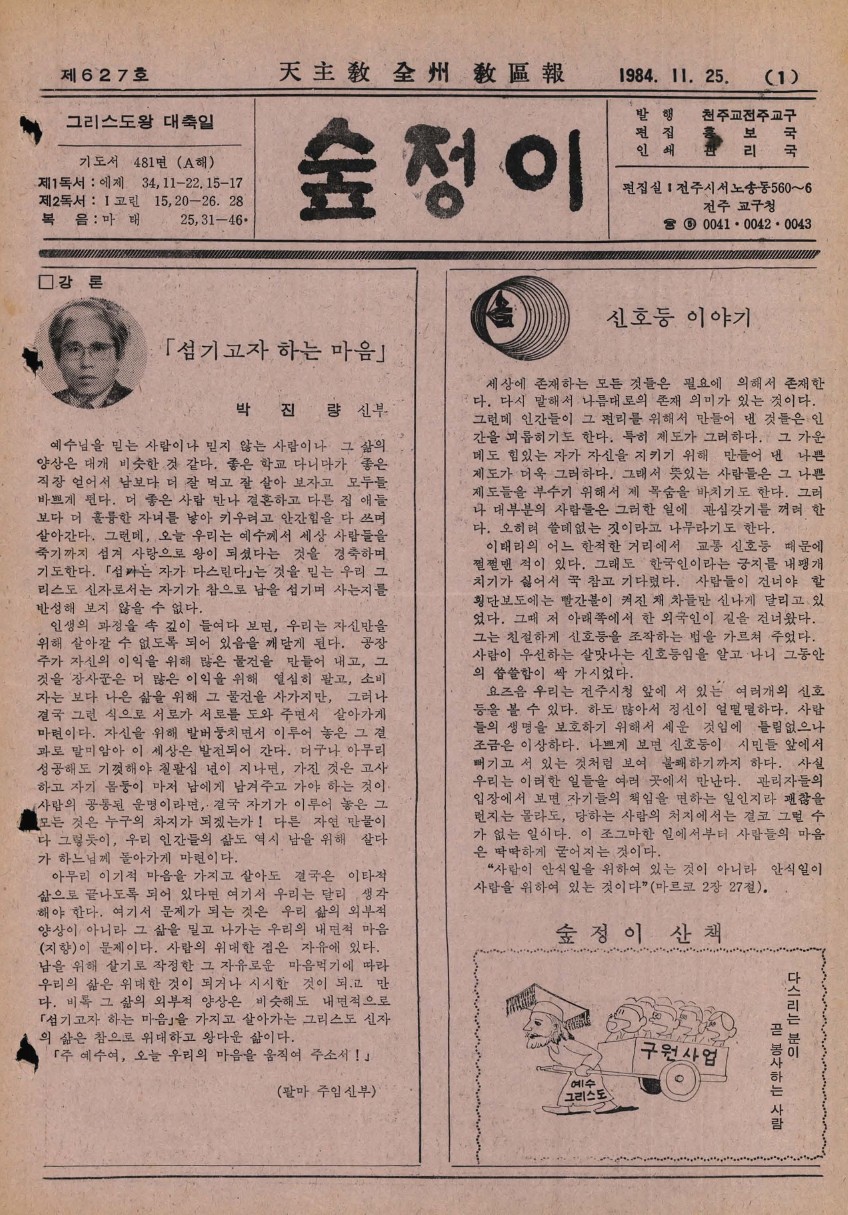 제627호
天主敎 全州 敎區報
1984. 11. 25.
(1)
그리스도왕 대축일
기도서 481면 (A해)
제1독서 : 에제 34,11-22.15-17
제2독서 : I고린 15,20-26. 28
복 음 : 마태 25,31-46.
숲정이
발 행 천주교전주교구
편 집 홍 보 국
인 쇄 관 리 국
편집실 : 전주시서노송동560~6
전주 교구청
☎ ⑤ 0041·0042·0043
□강 론
「섬기고자 하는 마음」
박 진 량 신부
예수님을 믿는 사람이나 믿지 않는 사람이나 그 삶의
양상은 대개 비슷한 것 같다. 좋은 학교 다니다가 좋은
직장 얻어서 남보다 더 잘 먹고 잘 살아 보자고 모두들
바쁘게 뛴다. 더 좋은 사람 만나 결혼하고 다른 집 애들
보다 더 훌륭한 자녀를 낳아 키우려고 안간힘을 다 쓰며
살아간다. 그런데, 오늘 우리는 예수께서 세상 사람들을
죽기까지 섬겨 사랑으로 王이 되셨다는 것을 경축하며
기도한다. 「섬기는 자가 다스린다」는 것을 믿는 우리 그
리스도 신자로서는 자기가 참으로 남을 섬기며 사는지를
반성해 보지 않을 수 없다.
인생의 과정을 속 깊이 들여다 보면, 우리는 자신만을
위해 살아갈 수 없도록 되어 있음을 깨달게 된다. 공장
주가 자신의 이익을 위해 많은 물건을 만들어 내고, 그
것을 장사꾼은 더 많은 이익을 위해 열심히 팔고, 소비
자는 보다 나은 삶을 위해 그 물건을 사가지만, 그러나
결국 그런 식으로 서로가 서로를 도와 주면서 살아가게
마련이다. 자신을 위해 발버둥치면서 이루어 놓은 그 결
과로 말미암아 이 세상은 발전되어 간다. 더구나 아무리
성공해도 기껏해야 칠팔십 년이 지나면, 가진 것은 고사
하고 자기 몸둥이 마저 남에게 남겨주고 가야 하는 것이
사람의 공통된 운명이라면, 결국 자기가 이루어 놓은 그
모든 것은 누구의 차지가 되겠는가! 다른 자연 만물이
다 그렇듯이, 우리 인간들의 삶도 역시 남을 위해 살다
가 하느님께 돌아가게 마련이다.
아무리 이기적 마음을 가지고 살아도 결국은 이타적
삶으로 끝나도록 되어 있다면 여기서 우리는 달리 생각
해야 한다. 여기서 문제가 되는 것은 우리 삶의 외부적
양상이 아니라 그 삶을 밀고 나가는 우리의 내면적 마음
(지향)이 문제이다. 사람의 위대한 점은 자유에 있다.
남을 위해 살기로 작정한 그 자유로운 마음먹기에 따라
우리의 삶은 위대한 것이 되거나 시시한 것이 되고 만
다. 비록 그 삶의 외부적 양상은 비슷해도 내면적으로
「섬기고자 하는 마음」을 가지고 살아가는 그리스도 신자
의 삶은 참으로 위대하고 왕다운 삶이다.
「주 예수여, 오늘 우리의 마음을 움직여 주소서!」
(팔마 주임신부)
솔
신호등 이야기
세상에 존재하는 모든 것들은 필요에 의해서 존재한
다. 다시 말해서 나름대로의 존재 의미가 있는 것이다.
그런데 인간들이 그 편리를 위해서 만들어 낸 것들은 인
간을 괴롭히기도 한다. 특히 제도가 그러하다. 그 가운
데도 힘있는 자가 자신을 지키기 위해 만들어 낸 나쁜
제도가 더욱 그러하다. 그래서 뜻있는 사람들은 그 나쁜
제도들을 부수기 위해서 제 목숨을 바치기도 한다. 그러
나 대부분의 사람들은 그러한 일에 관심갖기를 꺼려 한
다. 오히려 쓸데없는 짓이라고 나무라기도 한다.
이태리의 어느 한적한 거리에서 교통 신호등 때문에
쩔쩔맨 적이 있다. 그래도 한국인이라는 긍지를 내팽개
치기가 싫어서 꾹 참고 기다렸다. 사람들이 건너야 할
횡단보도에는 빨간불이 켜진 채 차들만 신나게 달리고 있
었다. 그때 저 아래쪽에서 한 외국인이 길을 건너왔다.
그는 친절하게 신호등을 조작하는 법을 가르쳐 주었다.
사람이 우선하는 살맛나는 신호등임을 알고 나니 그동안
의 씁쓸함이 싹 가시었다.
요즈음 우리는 전주시청 앞에 서 있는 여러개의 신호
등을 볼 수 있다. 하도 많아서 정신이 얼떨떨하다. 사람
들의 생명을 보호하기 위해서 세운 것임에 틀림없으나
조금은 이상하다. 나쁘게 보면 신호등이 시민들 앞에서
뻐기고 서 있는 것처럼 보여 불쾌하기까지 하다. 사실
우리는 이러한 일들을 여러 곳에서 만난다. 관리자들의
입장에서 보면 자기들의 책임을 면하는 일인지라 괜찮을
런지는 몰라도, 당하는 사람의 처지에서는 결코 그럴 수
가 없는 일이다. 이 조그마한 일에서부터 사람들의 마음
은 딱딱하게 굳어지는 것이다.
“사람이 안식일을 위하여 있는 것이 아니라 안식일이
사람을 위하여 있는 것이다”(마르코 2장 27절).
숲정이 산책
다스리는 분이
곧 봉사하는 사람
구원사업
예수
그리스도